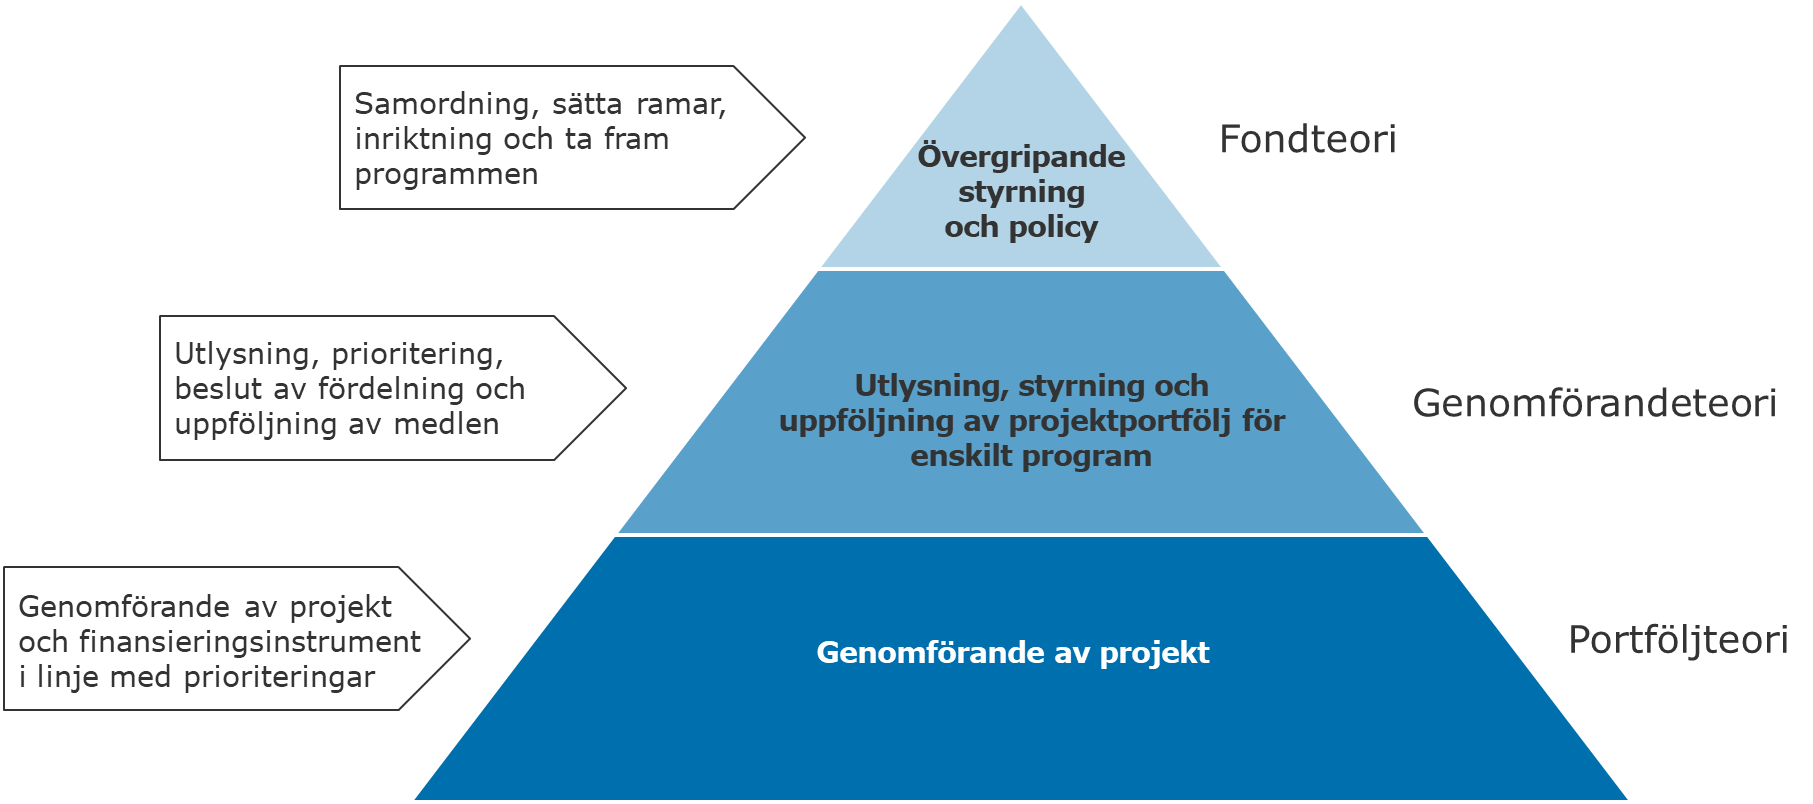 Samordning, sätta ramar,
inriktning och ta fram
programmen
Övergripande
styrning
och policy
Fondteori
Utlysning, prioritering,
beslut av fördelning och
uppföljning av medlen
Utlysning, styrning och
uppföljning av projektportfölj för
enskilt program
Genomförandeteori
Genomförande av projekt
och finansieringsinstrument
i linje med prioriteringar
Genomförande av projekt
Portföljteori